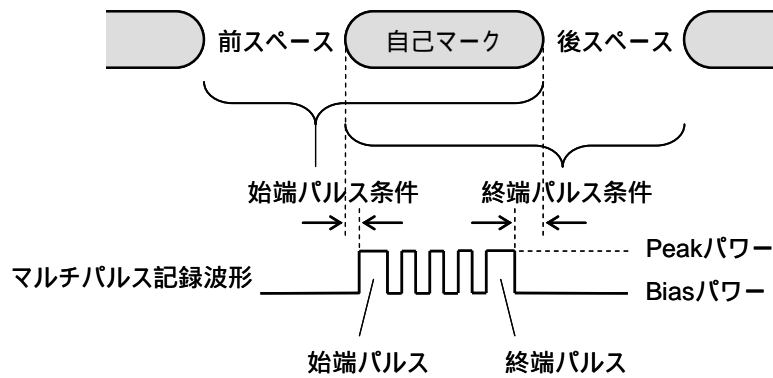 前スペース 自己マーク 後スペース
始端パルス条件 終端パルス条件
Peakパワー
マルチパルス記録波形 Biasパワー
始端パルス 終端パルス